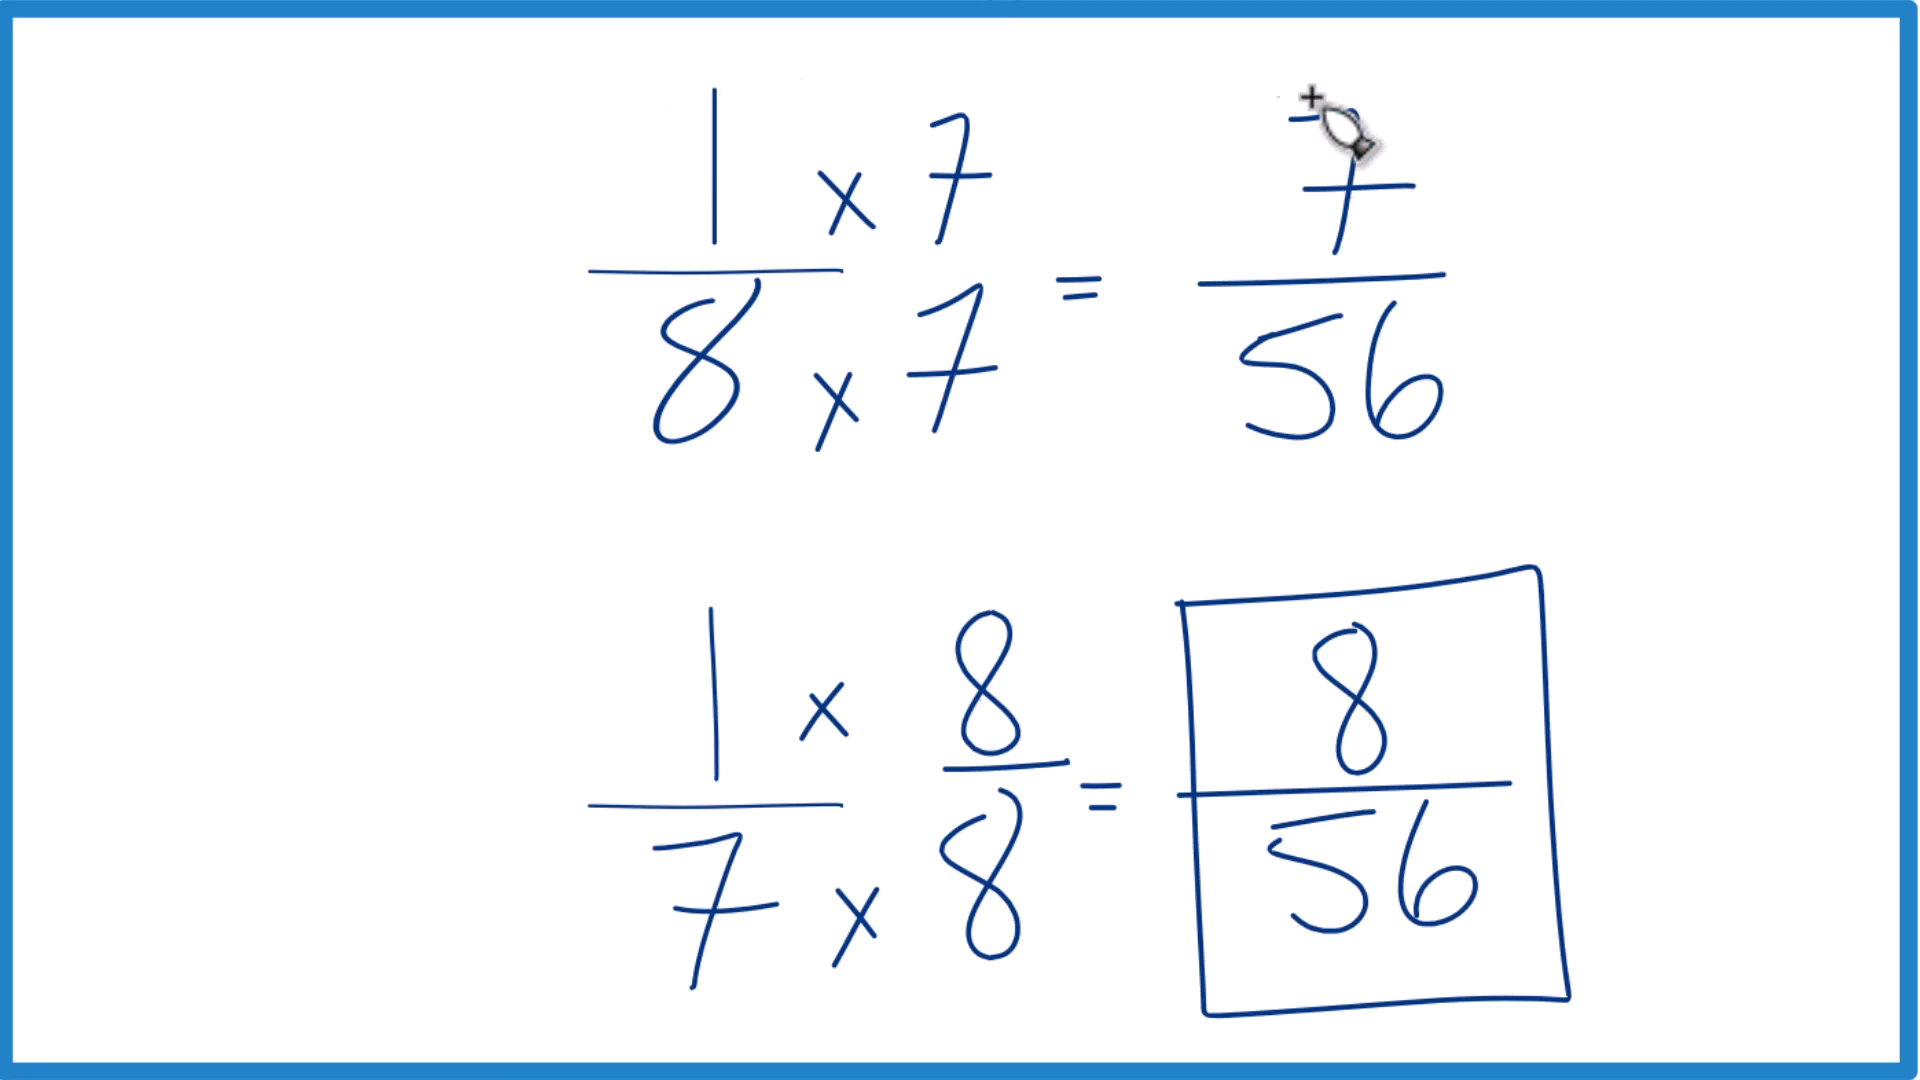 1 x 7
8 x 7 = 7
56
1 x 8
7 x 8 = 8
56